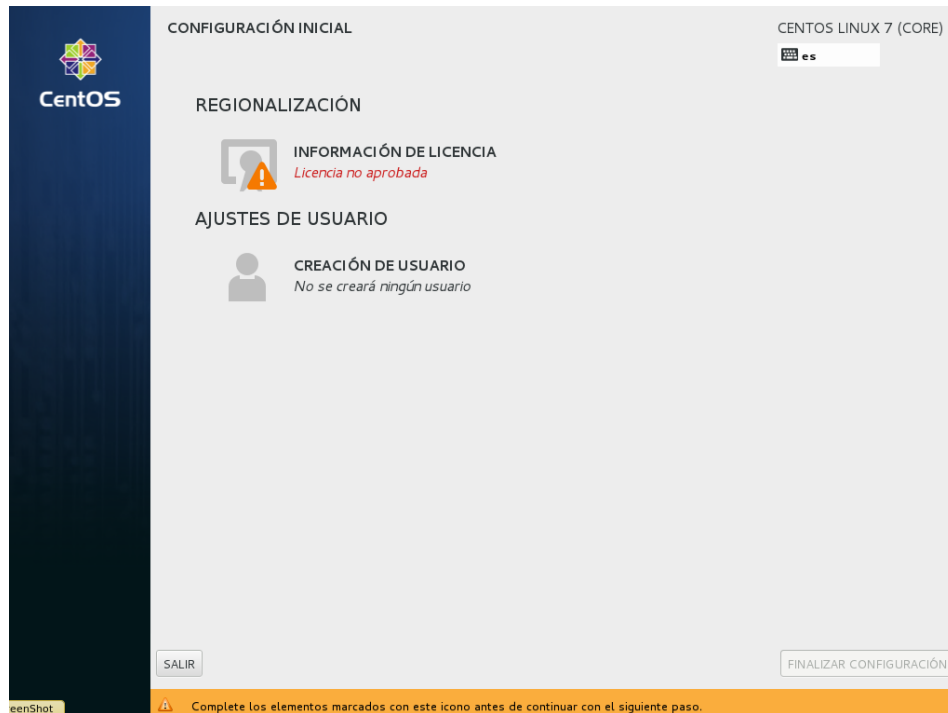 CONFIGURACIÓN INICIAL
CENTOS LINUX 7 (CORE)
es
CentOS
REGIONALIZACIÓN
INFORMACIÓN DE LICENCIA
Licencia no aprobada
AJUSTES DE USUARIO
CREACIÓN DE USUARIO
No se creará ningún usuario
SALIR
FINALIZAR CONFIGURACIÓN
eenShot
Complete los elementos marcados con este icono antes de continuar con el siguiente paso.